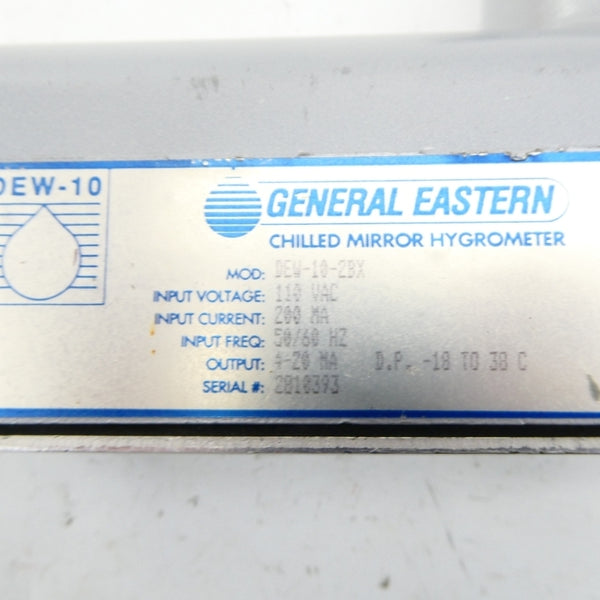 DEW-10
GENERAL EASTERN
CHILLED MIRROR HYGROMETER
MOD: DEW-10-2BX
INPUT VOLTAGE: 110 VAC
INPUT CURRENT: 200 MA
INPUT FREQ: 50/60 HZ
OUTPUT: 4-20 MA D.P. -18 TO 38 C
SERIAL #: 2810393